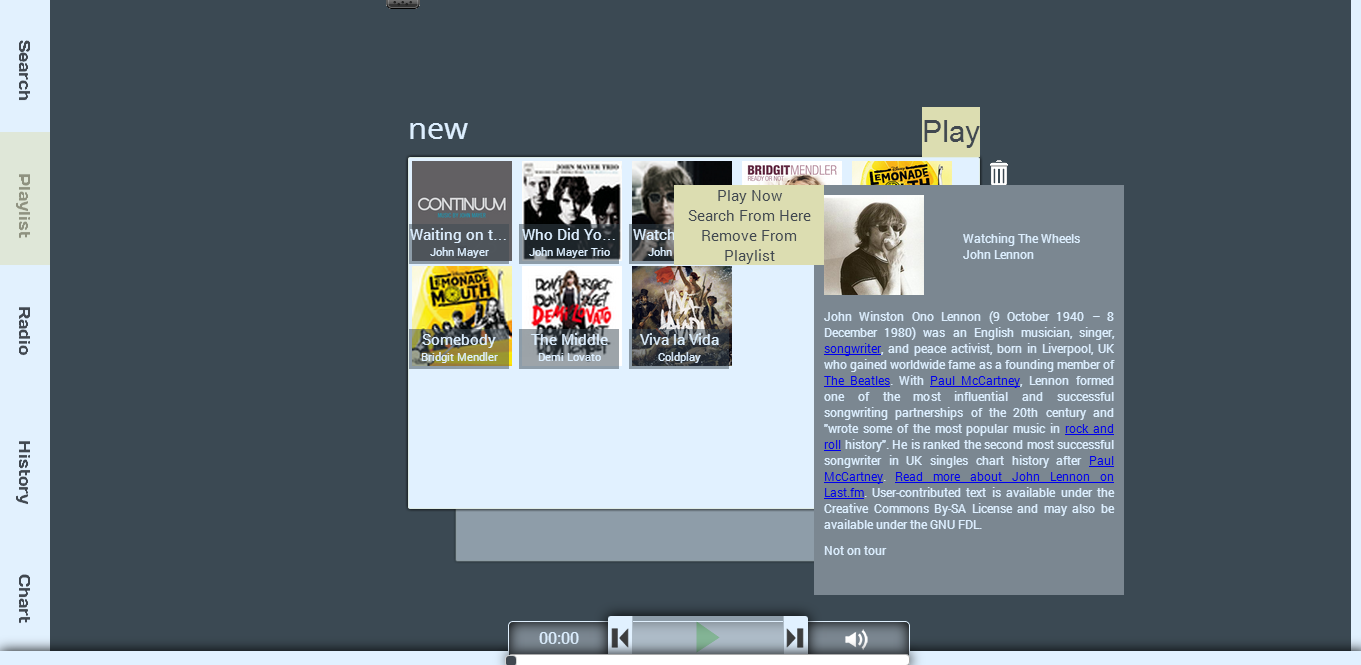 Search
Playlist
Radio
History
Chart
new
Play
CONTINUUM
Waiting on t...
John Mayer
JOHN MAYER TRIO
Who Did Yo...
John Mayer Trio
Watch
John
BRIDGIT MENDLER
READY OR NOT
LEMONADE
MOUTH
Play Now
Search From Here
Remove From
Playlist
LEMONADE
MOUTH
Somebody
Bridgit Mendler
DON'T FORGET
DEMI LOVATO
The Middle
Demi Lovato
VIVA
LA VIDA
Viva la Vida
Coldplay
Watching The Wheels
John Lennon
John Winston Ono Lennon (9 October 1940 – 8
December 1980) was an English musician, singer,
songwriter, and peace activist, born in Liverpool, UK
who gained worldwide fame as a founding member of
The Beatles. With Paul McCartney, Lennon formed
one of the most influential and successful
songwriting partnerships of the 20th century and
"wrote some of the most popular music in rock and
roll history". He is ranked the second most successful
songwriter in UK singles chart history after Paul
McCartney. Read more about John Lennon on
Last.fm. User-contributed text is available under the
Creative Commons By-SA License and may also be
available under the GNU FDL.
Not on tour
00:00